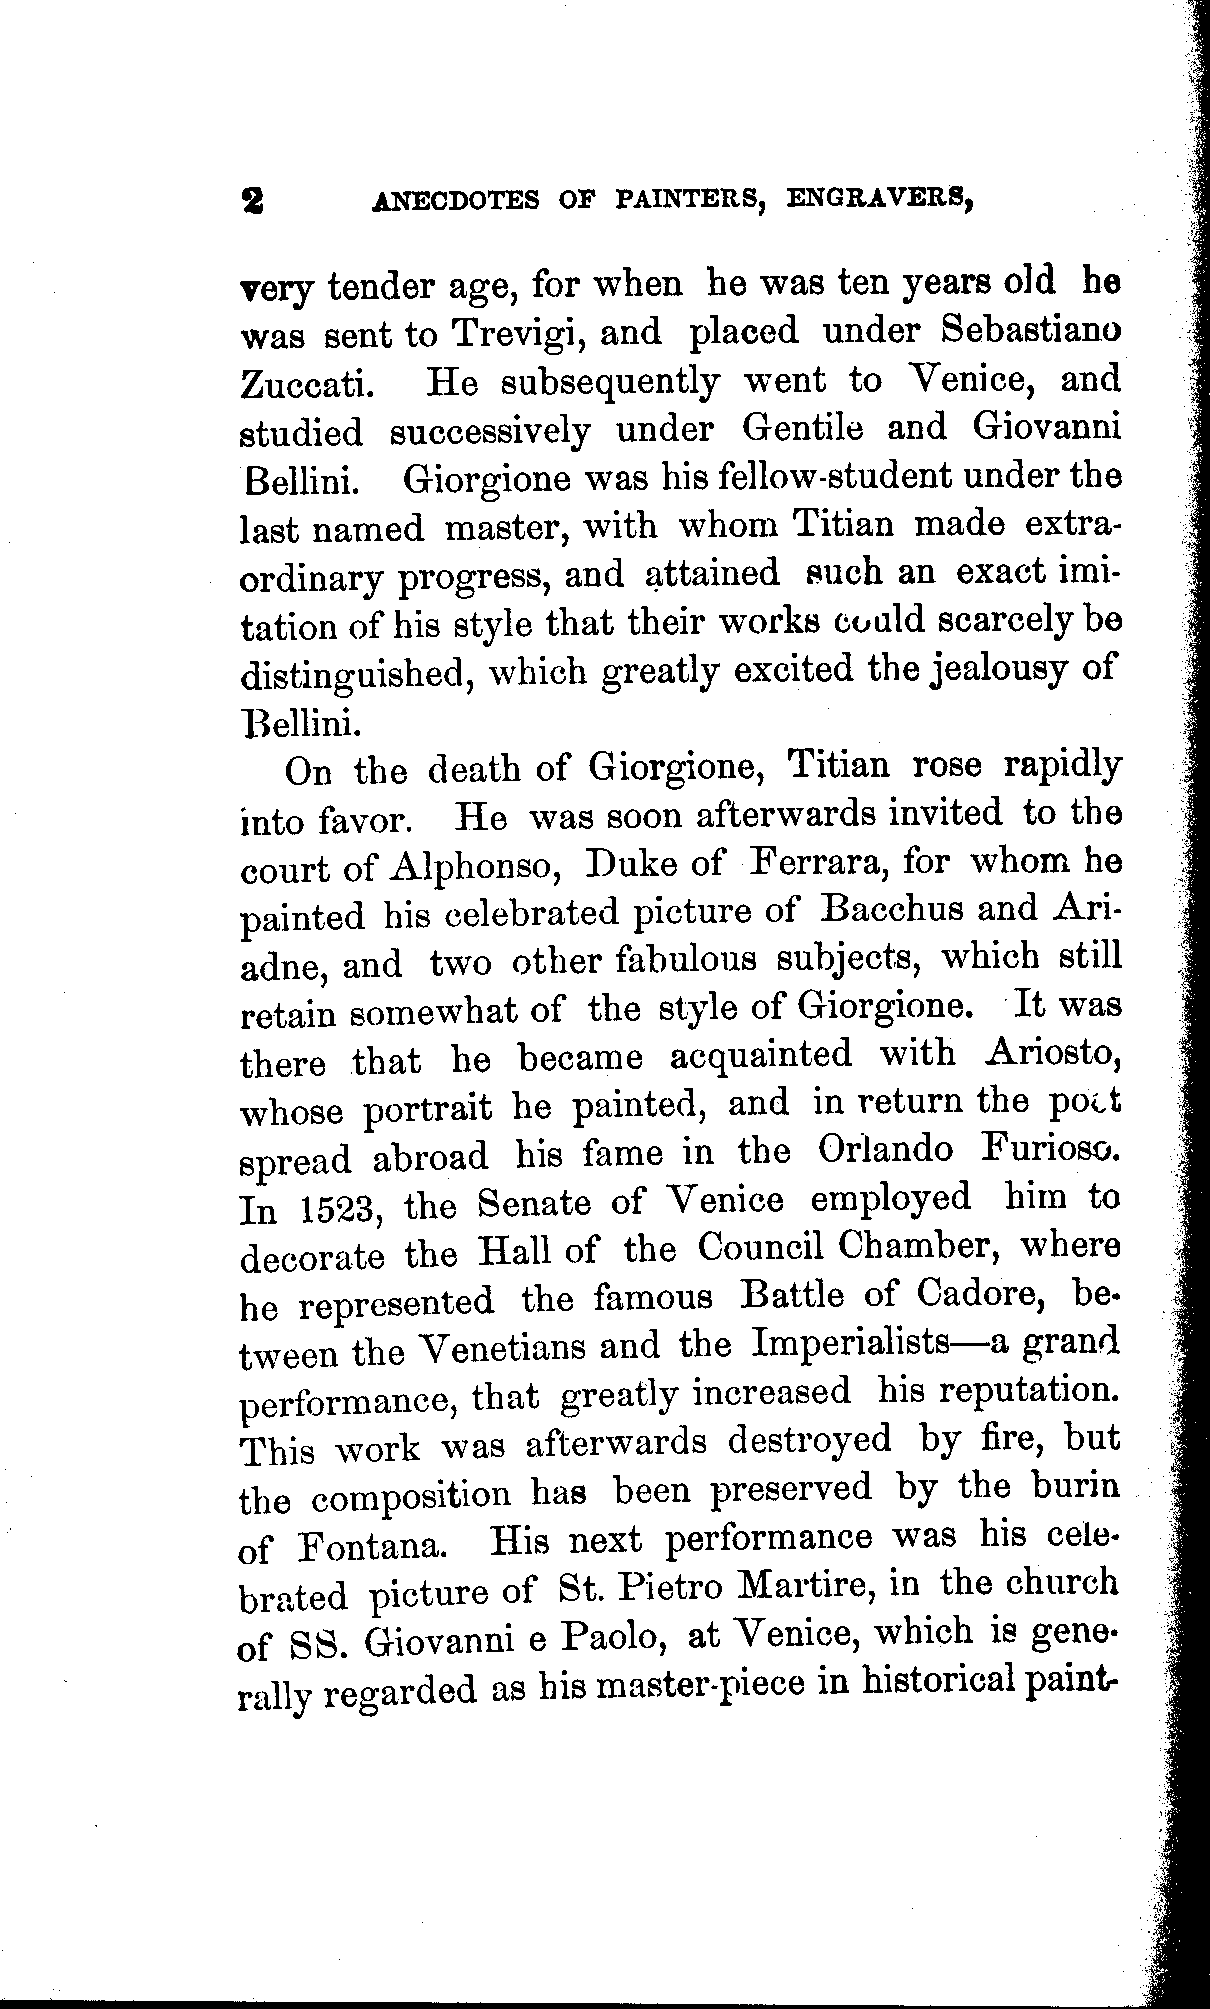 2 ANECDOTES OF PAINTERS, ENGRAVERS,
very tender age, for when he was ten years old he
was sent to Trevigi, and placed under Sebastiano
Zuccati. He subsequently went to Venice, and
studied successively under Gentile and Giovanni
Bellini. Giorgione was his fellow-student under the
last named master, with whom Titian made extra-
ordinary progress, and attained such an exact imi-
tation of his style that their works could scarcely be
distinguished, which greatly excited the jealousy of
Bellini.
On the death of Giorgione, Titian rose rapidly
into favor. He was soon afterwards invited to the
court of Alphonso, Duke of Ferrara, for whom he
painted his celebrated picture of Bacchus and Ari-
adne, and two other fabulous subjects, which still
retain somewhat of the style of Giorgione. It was
there that he became acquainted with Ariosto,
whose portrait he painted, and in return the poet
spread abroad his fame in the Orlando Furioso.
In 1523, the Senate of Venice employed him to
decorate the Hall of the Council Chamber, where
he represented the famous Battle of Cadore, be-
tween the Venetians and the Imperialists—a grand
performance, that greatly increased his reputation.
This work was afterwards destroyed by fire, but
the composition has been preserved by the burin
of Fontana. His next performance was his cele-
brated picture of St. Pietro Martire, in the church
of SS. Giovanni e Paolo, at Venice, which is gene-
rally regarded as his master-piece in historical paint-